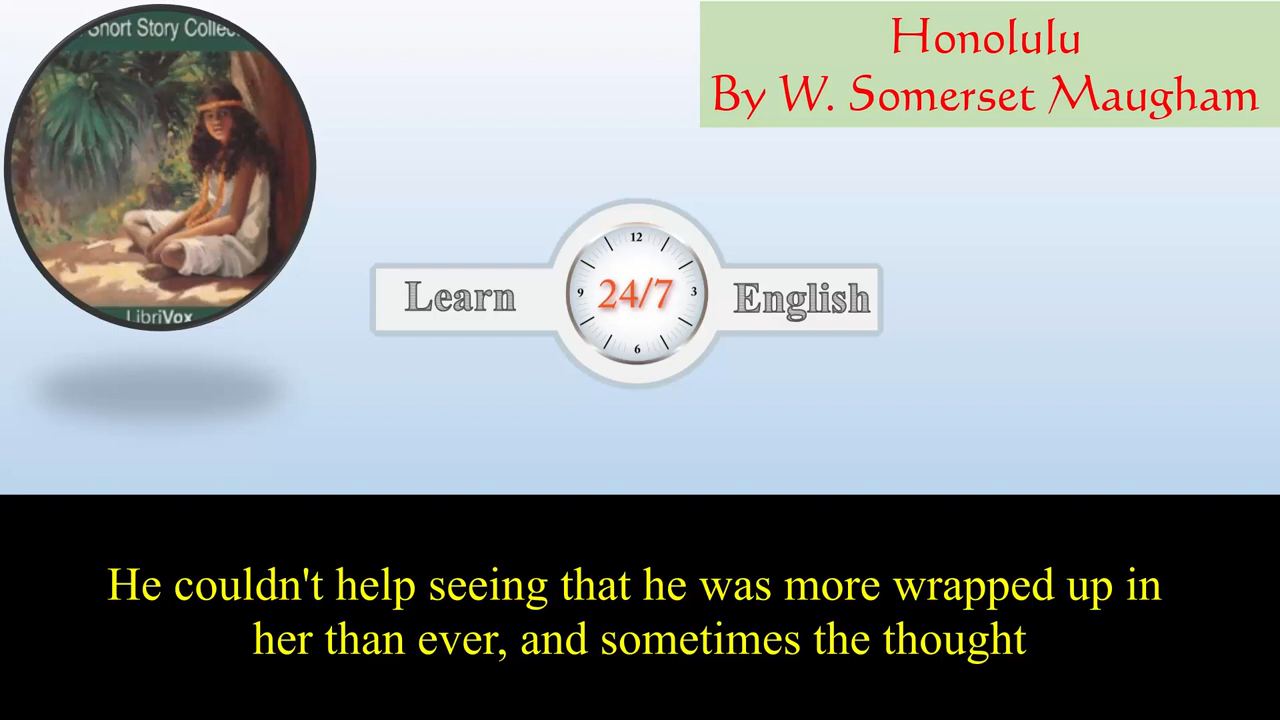 Short Story Collec
LibriVox
Honolulu
By W. Somerset Maugham
Learn 24/7 English
12
9
3
6
He couldn't help seeing that he was more wrapped up in
her than ever, and sometimes the thought